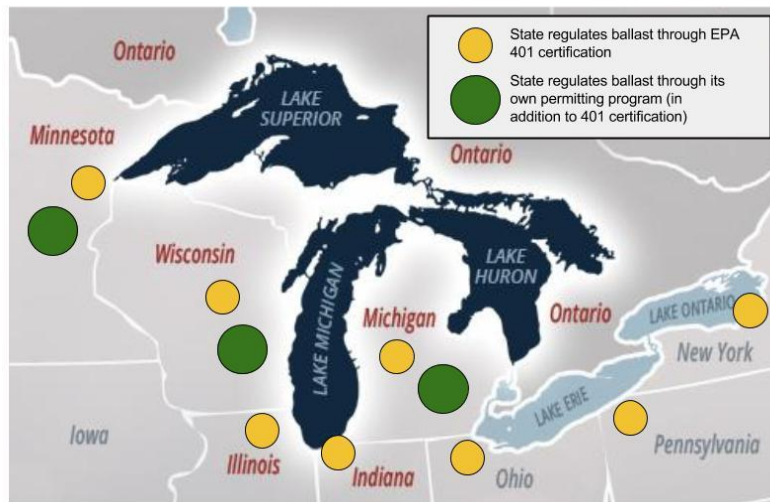 State regulates ballast through EPA
401 certification
State regulates ballast through its
own permitting program (in
addition to 401 certification)
Ontario
LAKE
SUPERIOR
Minnesota
Ontario
Wisconsin
LAKE MICHIGAN
LAKE
HURON
Michigan
Ontario
LAKE ONTARIO
New York
LAKE ERIE
Iowa
Illinois
Indiana
Ohio
Pennsylvania